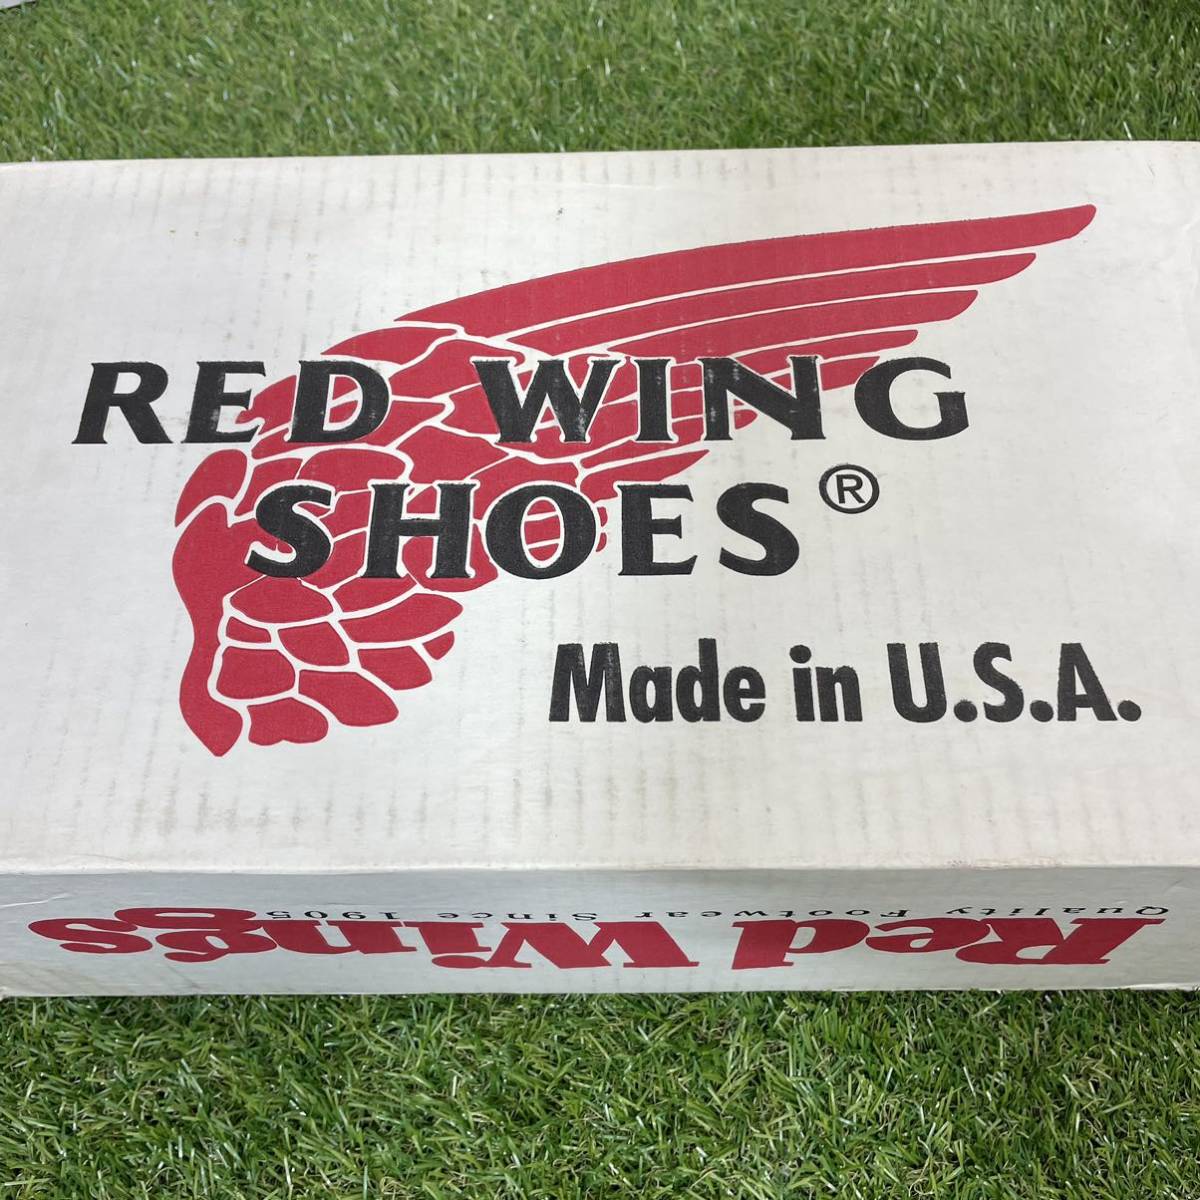 RED WING
SHOES®
Made in U.S.A.
Red Wings
Quality Footwear Since 1905